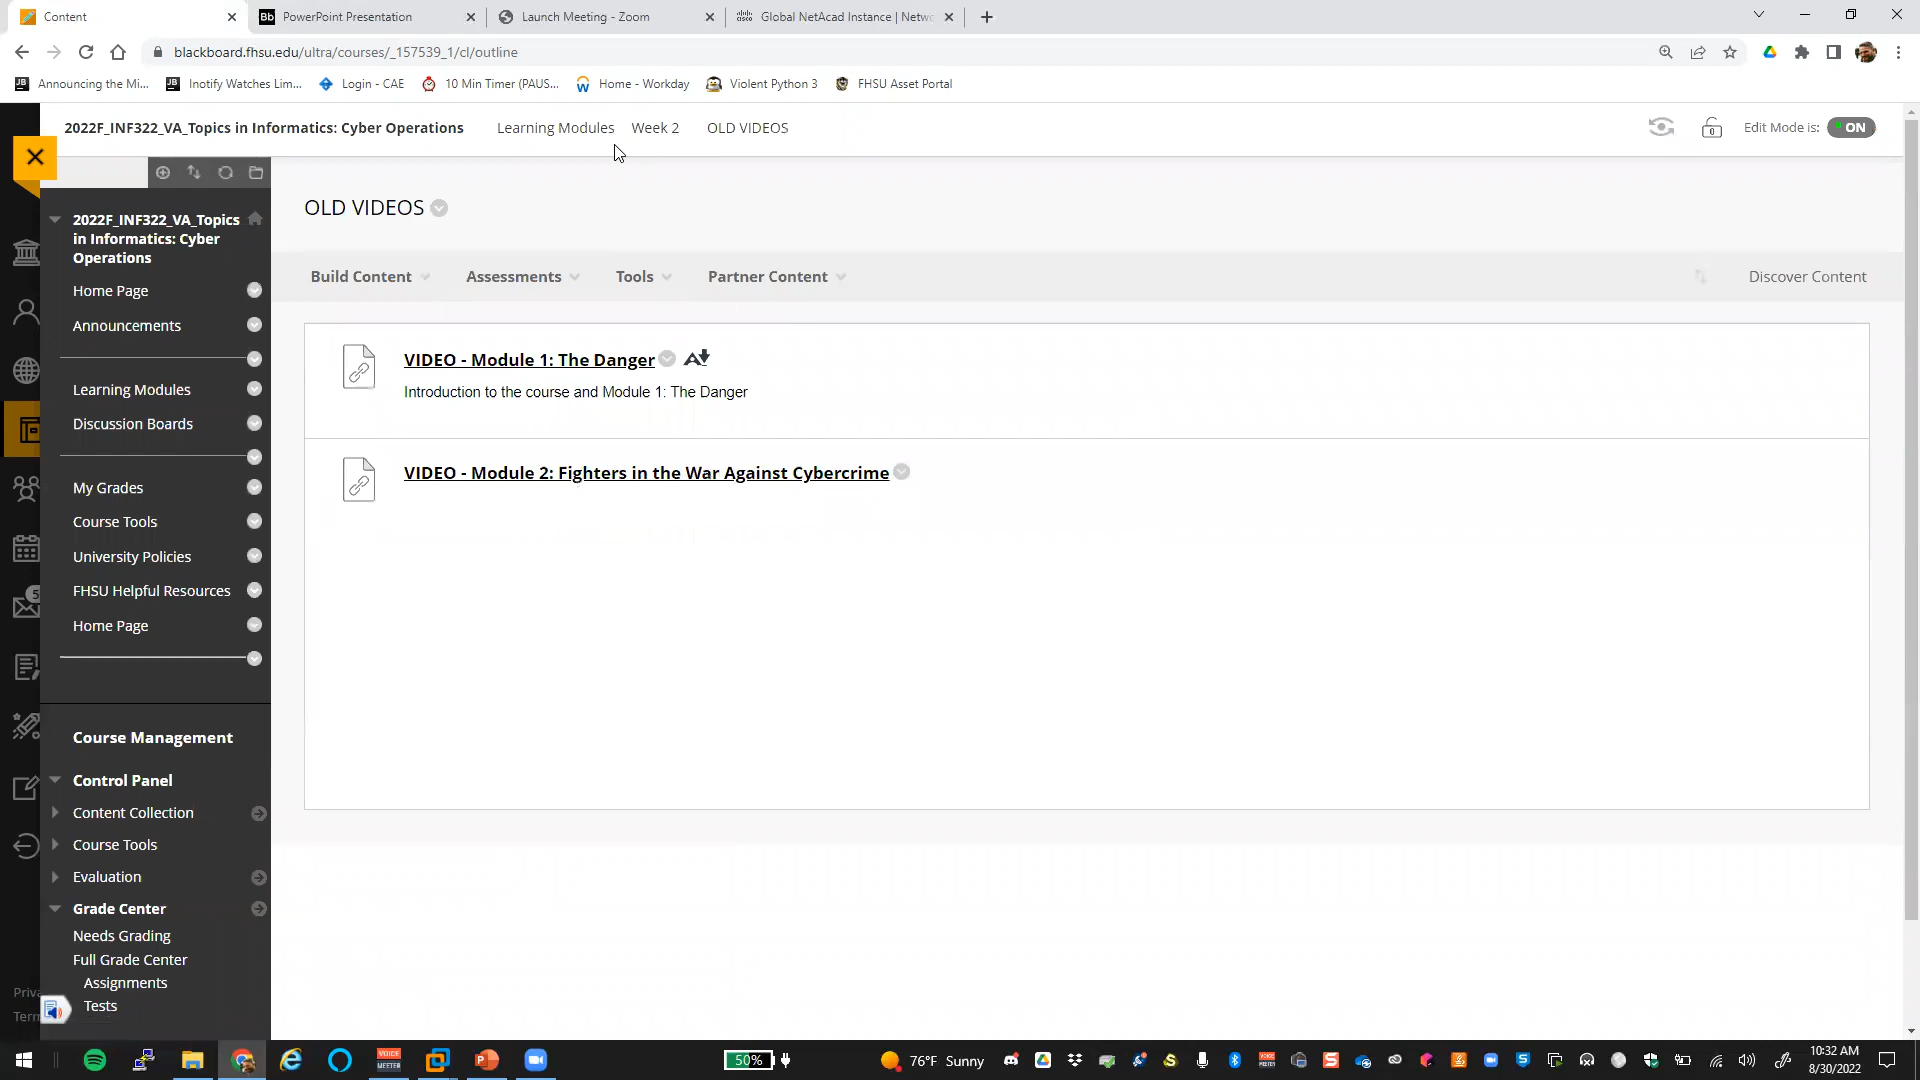 Content
Bb PowerPoint Presentation
Launch Meeting - Zoom
Global NetAcad Instance | Netwo
blackboard.fhsu.edu/ultra/courses/_157539_1/cl/outline
Announcing the Mi...
Inotify Watches Lim...
Login - CAE
10 Min Timer (PAUS...
Home - Workday
Violent Python 3
FHSU Asset Portal
2022F_INF322_VA_Topics in Informatics: Cyber Operations
Learning Modules
Week 2
OLD VIDEOS
Edit Mode is:
ON
2022F_INF322_VA_Topics
in Informatics: Cyber
Operations
Home Page
Announcements
Learning Modules
Discussion Boards
My Grades
Course Tools
University Policies
FHSU Helpful Resources
Home Page
Course Management
Control Panel
Content Collection
Course Tools
Evaluation
Grade Center
Needs Grading
Full Grade Center
Assignments
Tests
Priva
Term
5
OLD VIDEOS
Build Content
Assessments
Tools
Partner Content
Discover Content
VIDEO - Module 1: The Danger
Introduction to the course and Module 1: The Danger
VIDEO - Module 2: Fighters in the War Against Cybercrime
50%
76°F Sunny
10:32 AM
8/30/2022